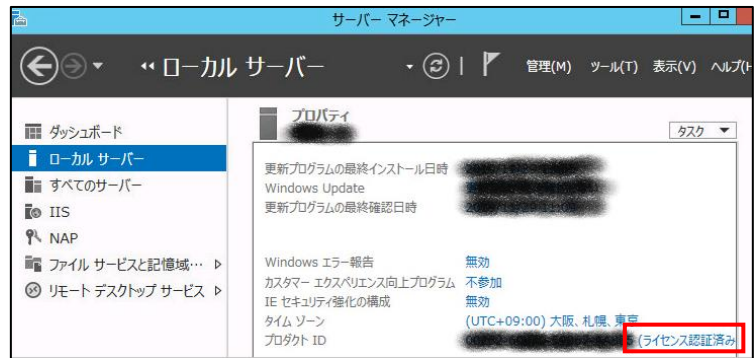 サーバー マネージャー
‹‹ ローカル サーバー
管理(M) ツール(T) 表示(V) ヘルプ(H
ダッシュボード
ローカル サーバー
すべてのサーバー
IIS
NAP
ファイル サービスと記憶域…
リモート デスクトップ サービス
プロパティ
タスク
更新プログラムの最終インストール日時
Windows Update
更新プログラムの最終確認日時
Windows エラー報告 無効
カスタマー エクスペリエンス向上プログラム 不参加
IE セキュリティ強化の構成 無効
タイム ゾーン (UTC+09:00) 大阪、札幌、東京
プロダクト ID (ライセンス認証済み